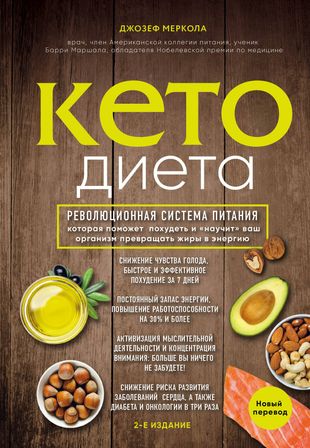 ДЖОЗЕФ МЕРКОЛА
врач, член Американской коллегии питания, ученик
Барри Маршала, обладателя Нобелевской премии по медицине
КЕТО
ДИЕТА
РЕВОЛЮЦИОННАЯ СИСТЕМА ПИТАНИЯ
которая поможет похудеть и «научит» ваш
организм превращать жиры в энергию
СНИЖЕНИЕ ЧУВСТВА ГОЛОДА,
БЫСТРОЕ И ЭФФЕКТИВНОЕ
ПОХУДЕНИЕ ЗА 7 ДНЕЙ
ПОСТОЯННЫЙ ЗАПАС ЭНЕРГИИ,
ПОВЫШЕНИЕ РАБОТОСПОСОБНОСТИ
НА 30% И БОЛЕЕ
АКТИВИЗАЦИЯ МЫСЛИТЕЛЬНОЙ
ДЕЯТЕЛЬНОСТИ И КОНЦЕНТРАЦИЯ
ВНИМАНИЯ: БОЛЬШЕ ВЫ НИЧЕГО
НЕ ЗАБУДЕТЕ!
СНИЖЕНИЕ РИСКА РАЗВИТИЯ
ЗАБОЛЕВАНИЙ СЕРДЦА, А ТАКЖЕ
ДИАБЕТА И ОНКОЛОГИИ В ТРИ РАЗА
2-Е ИЗДАНИЕ
Новый
перевод